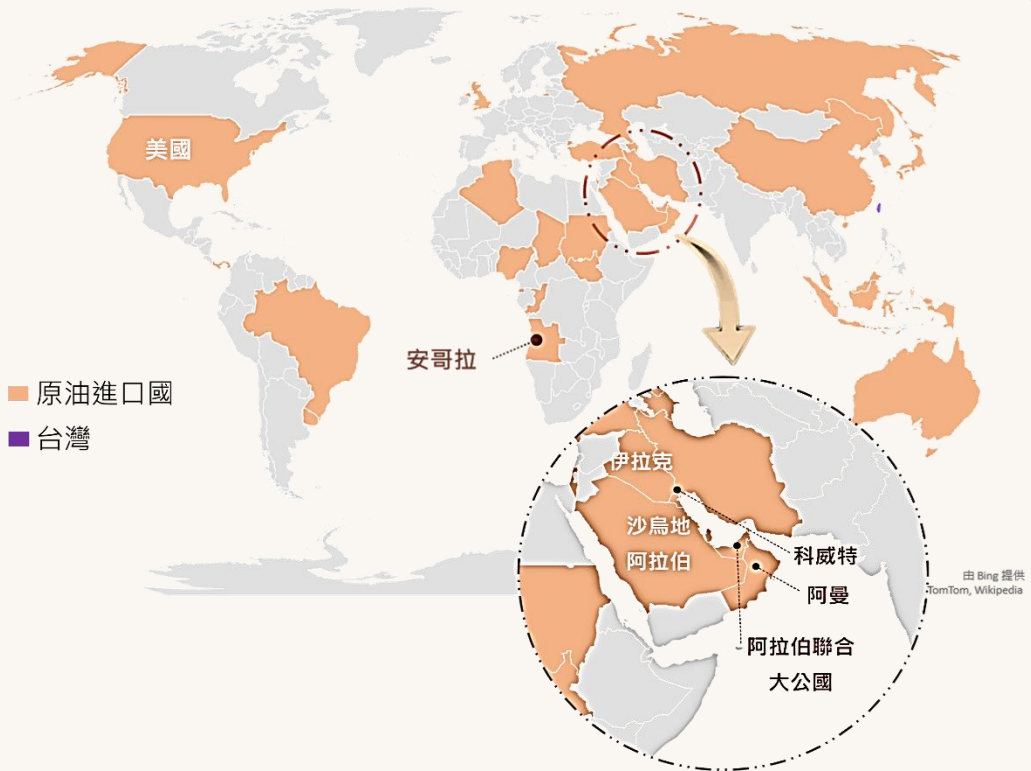 美國
安哥拉
原油進口國
台灣
伊拉克
沙烏地
阿拉伯
科威特
阿曼
阿拉伯聯合
大公國
由 Bing 提供
TomTom, Wikipedia